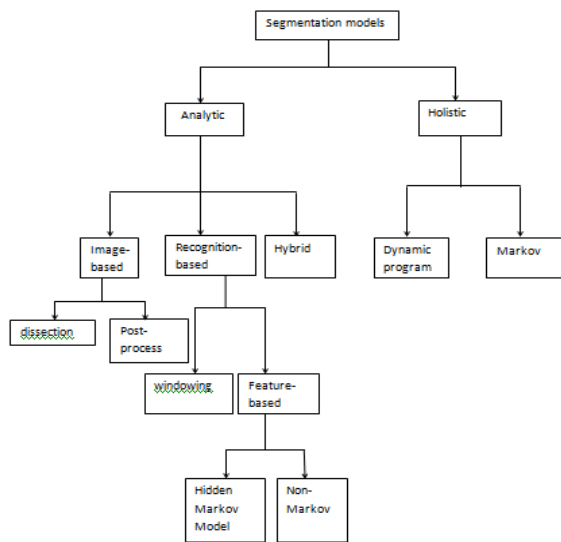 Segmentation models
Analytic
Holistic
Image-
based
Recognition-
based
Hybrid
Dynamic
program
Markov
dissection
Post-
process
windowing
Feature-
based
Hidden
Markov
Model
Non-
Markov